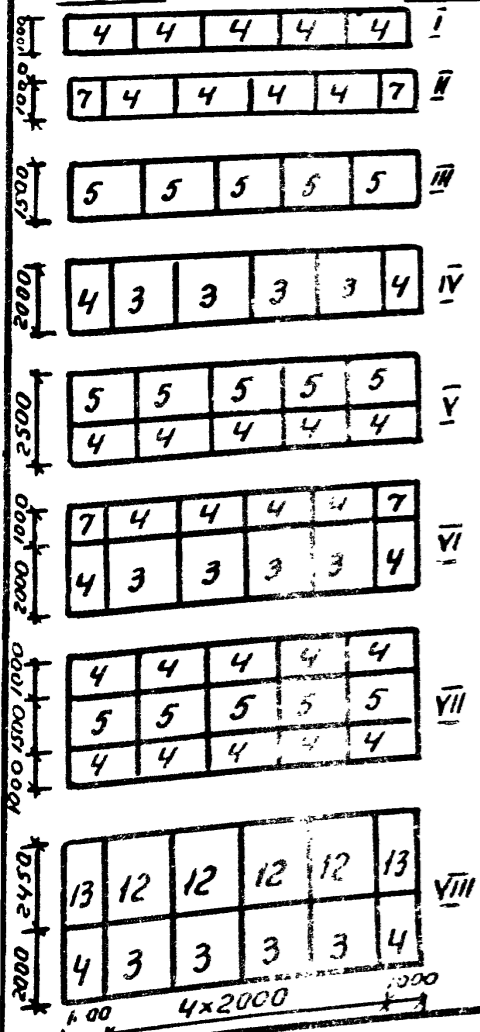 1000 4 4 4 4 4 I
1000 7 4 4 4 4 7 II
1500 5 5 5 5 5 III
2000 4 3 3 3 3 4 IV
2500 5 5 5 5 5 V
4 4 4 4 4
1000 7 4 4 4 4 7 VI
2000 4 3 3 3 3 4
1000 4 4 4 4 4
1500 5 5 5 5 5 VII
1000 4 4 4 4 4
2450 13 12 12 12 12 13 VIII
2000 4 3 3 3 3 4
4x2000 1000